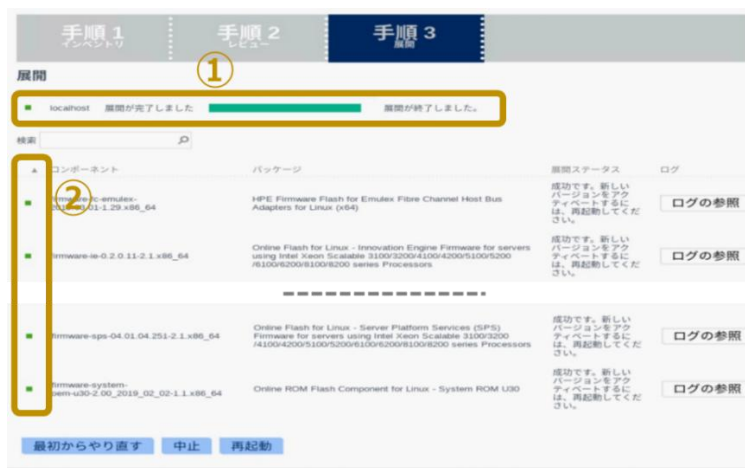 手順 1
インベントリ
手順 2
レビュー
手順 3
展開
①
展開
localhost 展開が完了しました 展開が終了しました。
検索
② コンポーネント パッケージ 展開ステータス ログ
成功です。新しい
バージョンをアク
ティベートするに
は、再起動してくだ
さい。
HPE Firmware Flash for Emulex Fibre Channel Host Bus
Adapters for Linux (x64)
ログの参照
firmware-ie-0.2.0.11-2.1.x86_64
Online Flash for Linux - Innovation Engine Firmware for servers
using Intel Xeon Scalable 3100/3200/4100/4200/5100/5200
/6100/6200/8100/8200 series Processors
成功です。新しい
バージョンをアク
ティベートするに
は、再起動してくだ
さい。
ログの参照
firmware-sps-04.01.04.251-2.1.x86_64
Online Flash for Linux - Server Platform Services (SPS)
Firmware for servers using Intel Xeon Scalable 3100/3200
/4100/4200/5100/5200/6100/6200/8100/8200 series Processors
成功です。新しい
バージョンをアク
ティベートするに
は、再起動してくだ
さい。
ログの参照
firmware-system-
oem-u30-2.00_2019_02_02-1.1.x86_64
Online ROM Flash Component for Linux - System ROM U30
成功です。新しい
バージョンをアク
ティベートするに
は、再起動してくだ
さい。
ログの参照
最初からやり直す 中止 再起動